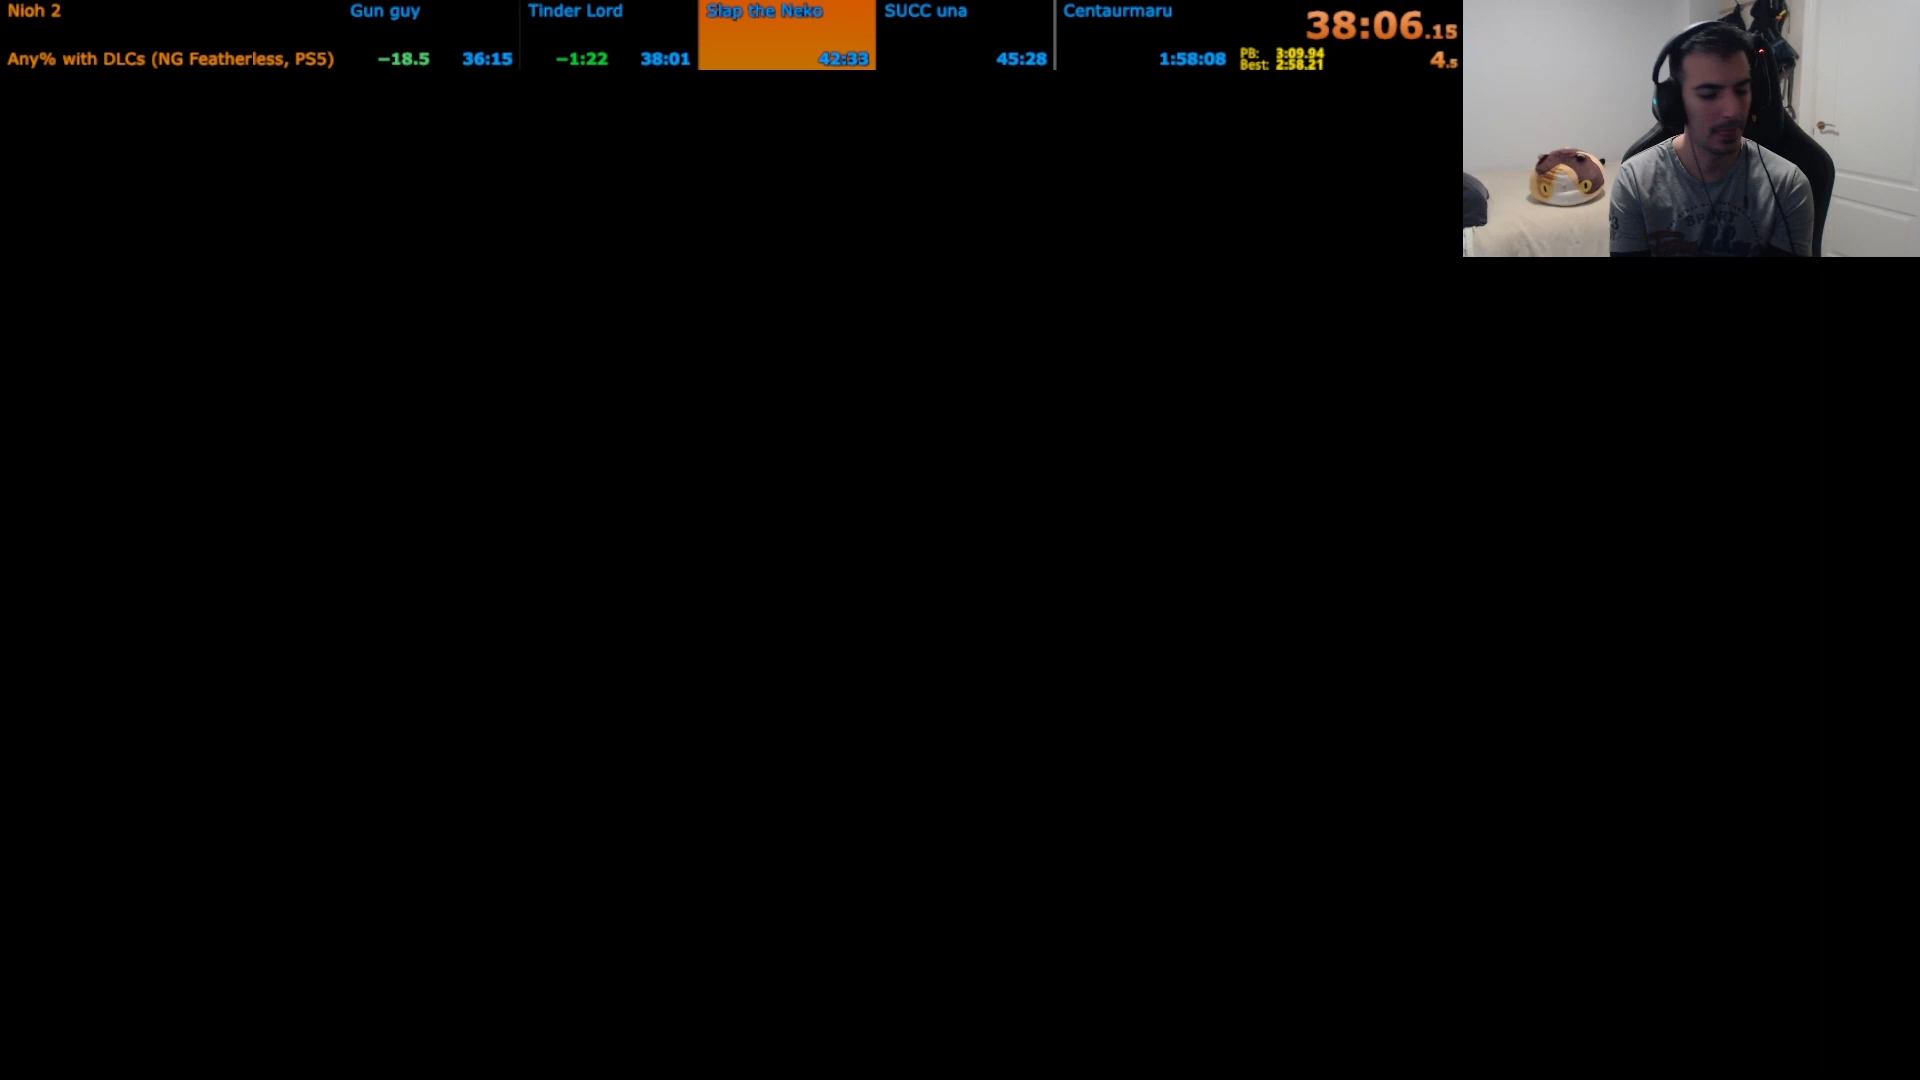 Nioh 2
Gun guy
Tinder Lord
Slap the Neko
SUCC una
Centaurmaru
38:06.15
Any% with DLCs (NG Featherless, PS5)
−18.5 36:15
−1:22 38:01
42:33
45:28
1:58:08
PB: 3:09.94
Best: 2:58.21
4.5
SPORT